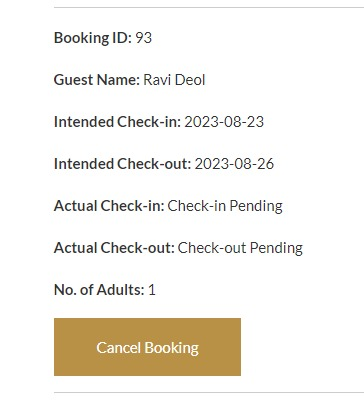 Booking ID: 93
Guest Name: Ravi Deol
Intended Check-in: 2023-08-23
Intended Check-out: 2023-08-26
Actual Check-in: Check-in Pending
Actual Check-out: Check-out Pending
No. of Adults: 1
Cancel Booking